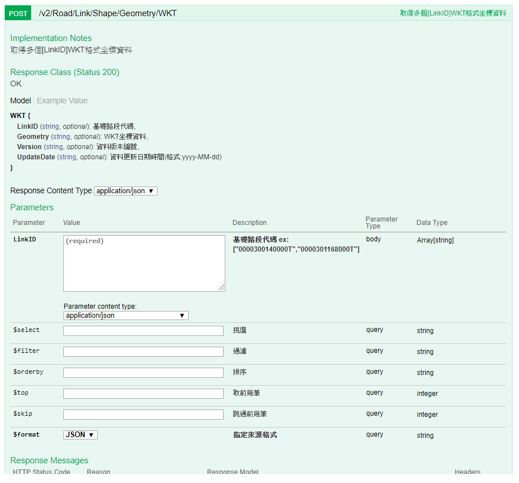 POST /v2/Road/Link/Shape/Geometry/WKT 取得多個[LinkID]WKT格式坐標資料
Implementation Notes
取得多個[LinkID]WKT格式坐標資料
Response Class (Status 200)
OK
Model Example Value
WKT {
LinkID (string, optional): 基礎路段代碼,
Geometry (string, optional): WKT坐標資料,
Version (string, optional): 資料版本編號,
UpdateDate (string, optional): 資料更新日期時間(格式:yyyy-MM-dd)
}
Response Content Type application/json
Parameters
Parameter Value Description Parameter Type Data Type
LinkID (required) 基礎路段代碼 ex: ["0000300140000T","0000301168000T"] body Array[string]
Parameter content type:
application/json
$select 挑選 query string
$filter 過濾 query string
$orderby 排序 query string
$top 取前幾筆 query integer
$skip 跳過前幾筆 query integer
$format JSON 指定來源格式 query string
Response Messages
HTTP Status Code Reason Response Model Headers